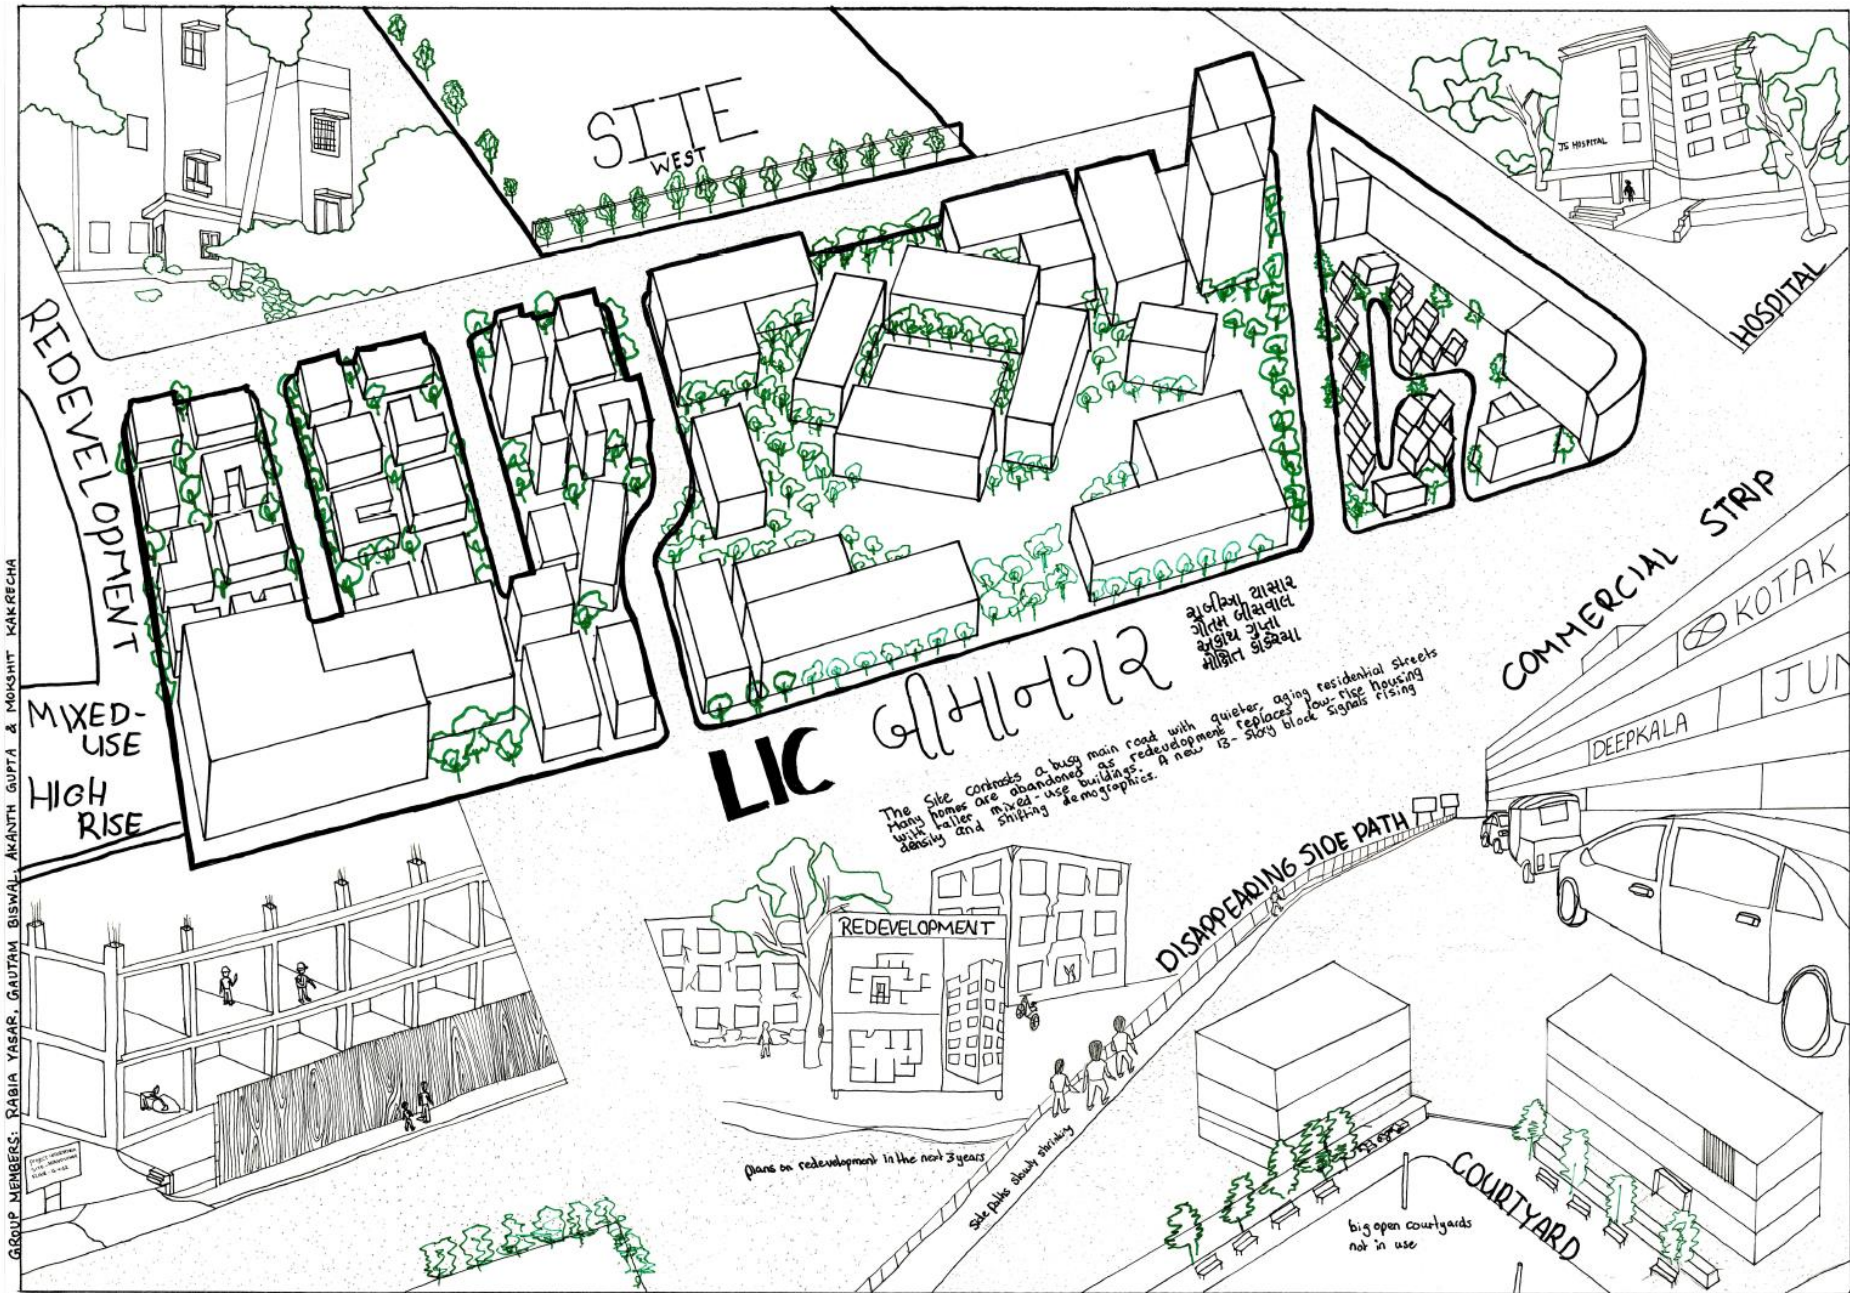 SITE
WEST
JS HOSPITAL
HOSPITAL
REDEVELOPMENT
MIXED-
USE
HIGH
RISE
COMMERCIAL STRIP
KOTAK
JUN
DEEPKALA
રાબીઆ યાસાર
ગૌતમ બીસવાલ
ગુપ્તા
મોક્ષિત
LIC બીમાનગર
The site contrasts a busy main road with quieter, aging residential streets
Many homes are abandoned as redevelopment replaces low-rise housing
with taller, mixed-use buildings. A new 13-story block signals rising
density and shifting demographics.
DISAPPEARING SIDE PATH
REDEVELOPMENT
plans on redevelopment in the next 3 years
side paths slowly shrinking
big open courtyards
not in use
COURTYARD
GROUP MEMBERS: RABIA YASAR, GAUTAM BISWAL, AKANTH GUPTA & MOKSHIT KAKRECHA